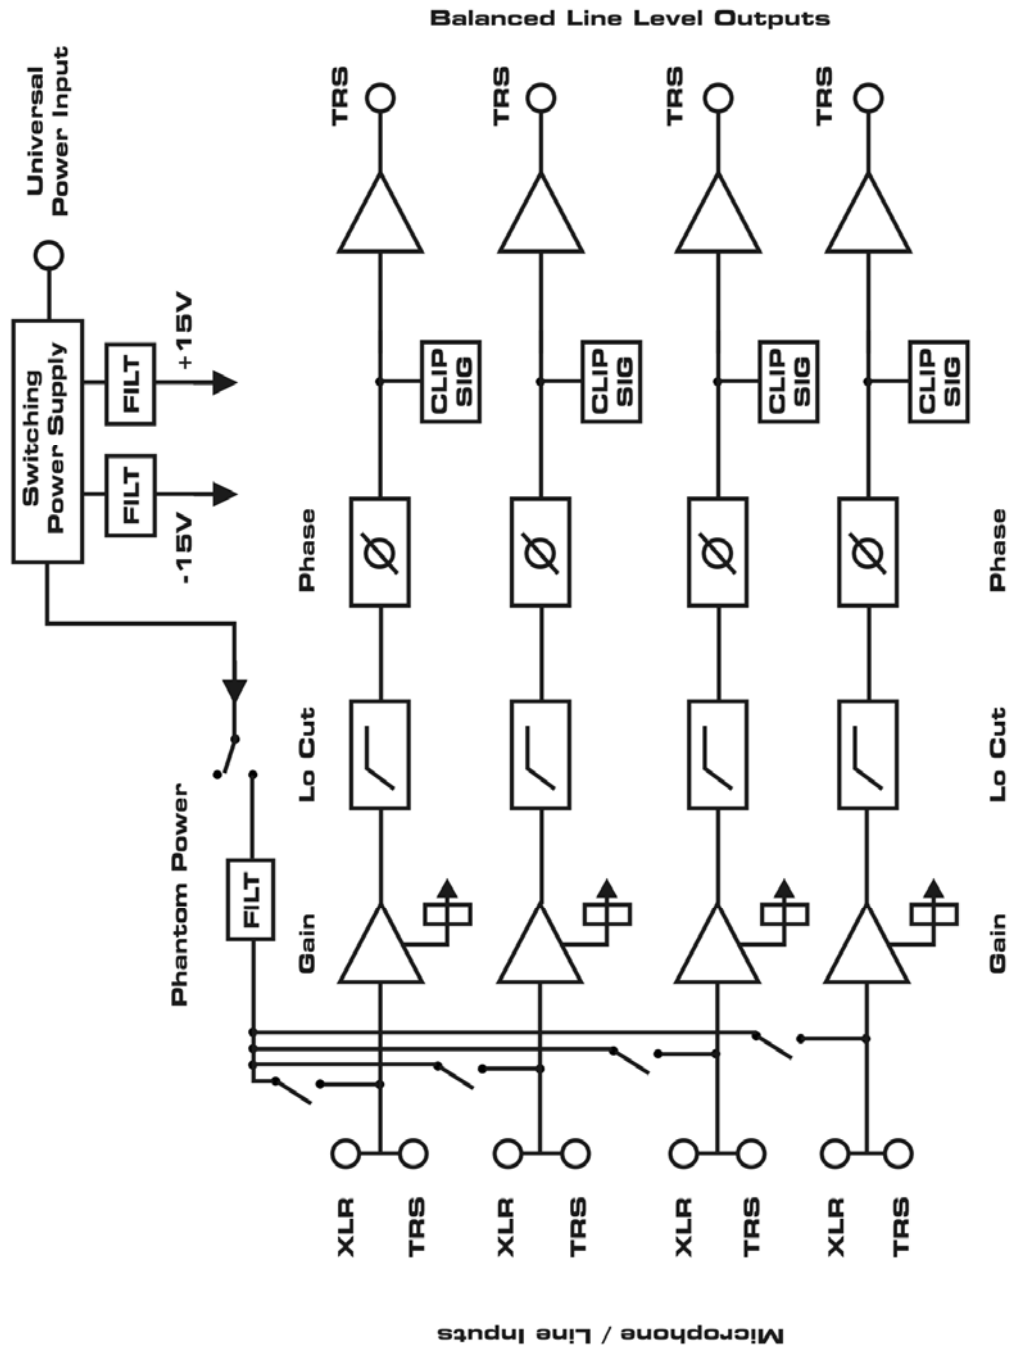 Balanced Line Level Outputs
Universal
Power Input
TRS
TRS
TRS
TRS
Switching
Power Supply
FILT
+15V
FILT
-15V
CLIP
SIG
CLIP
SIG
CLIP
SIG
CLIP
SIG
Phase
Phase
Phantom Power
Lo Cut
Lo Cut
FILT
Gain
Gain
XLR
TRS
XLR
TRS
XLR
TRS
XLR
TRS
Microphone / Line Inputs